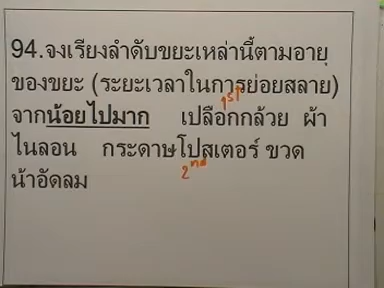 94.จงเรียงลำดับขยะเหล่านี้ตามอายุ
ของขยะ (ระยะเวลาในการย่อยสลาย)
1st
จากน้อยไปมาก เปลือกกล้วย ผ้า
ไนลอน กระดาษโปสเตอร์ ขวด
2nd
น้ำอัดลม